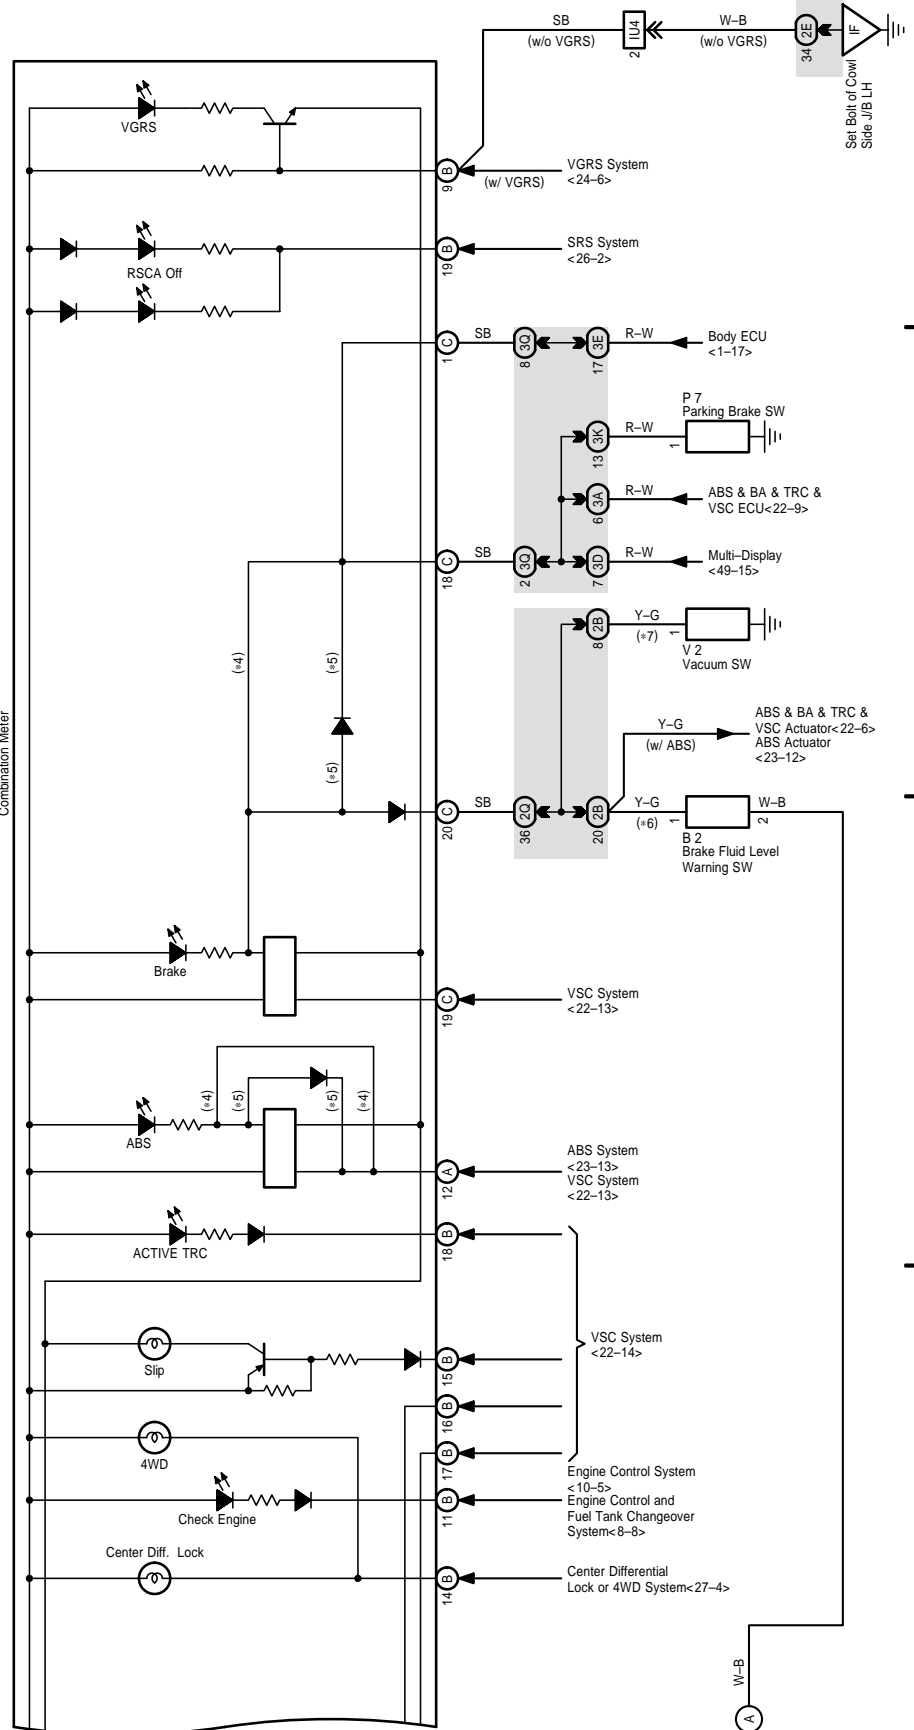 SB
(w/o VGRS)
2
IU4
W–B
(w/o VGRS)
34
2E
IF
Set Bolt of Cowl
Side J/B LH
Combination Meter
VGRS
9
B
(w/ VGRS)
VGRS System
<24–6>
RSCA Off
19
B
SRS System
<26–2>
1
C
SB
8
3Q
17
3E
R–W
Body ECU
<1–17>
13
3K
R–W
1
P 7
Parking Brake SW
6
3A
R–W
ABS & BA & TRC &
VSC ECU<22–9>
18
C
SB
2
3Q
7
3D
R–W
Multi–Display
<49–15>
8
2B
Y–G
(∗7)
1
V 2
Vacuum SW
(∗4)
(∗5)
(∗5)
Y–G
(w/ ABS)
ABS & BA & TRC &
VSC Actuator<22–6>
ABS Actuator
<23–12>
20
C
SB
36
2Q
20
2B
Y–G
(∗6)
1
B 2
Brake Fluid Level
Warning SW
W–B
2
Brake
19
C
VSC System
<22–13>
(∗4)
(∗5)
(∗5)
(∗4)
ABS
12
A
ABS System
<23–13>
VSC System
<22–13>
ACTIVE TRC
18
B
Slip
15
B
VSC System
<22–14>
16
B
4WD
17
B
Check Engine
11
B
Engine Control System
<10–5>
Engine Control and
Fuel Tank Changeover
System<8–8>
Center Diff. Lock
14
B
Center Differential
Lock or 4WD System<27–4>
W–B
A